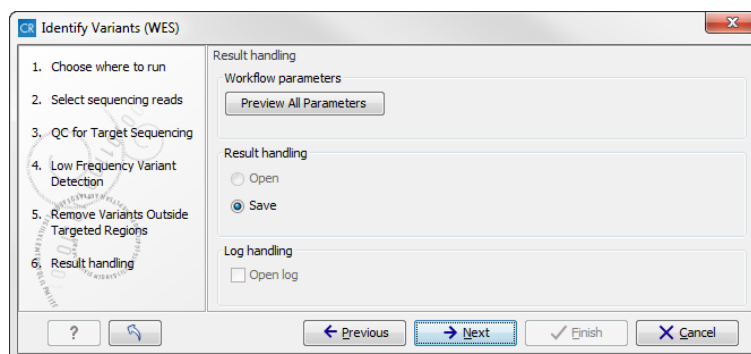 CR Identify Variants (WES)
X
1. Choose where to run
2. Select sequencing reads
3. QC for Target Sequencing
4. Low Frequency Variant
Detection
5. Remove Variants Outside
Targeted Regions
6. Result handling
Result handling
Workflow parameters
Preview All Parameters
Result handling
Open
Save
Log handling
Open log
?
Previous
Next
Finish
Cancel